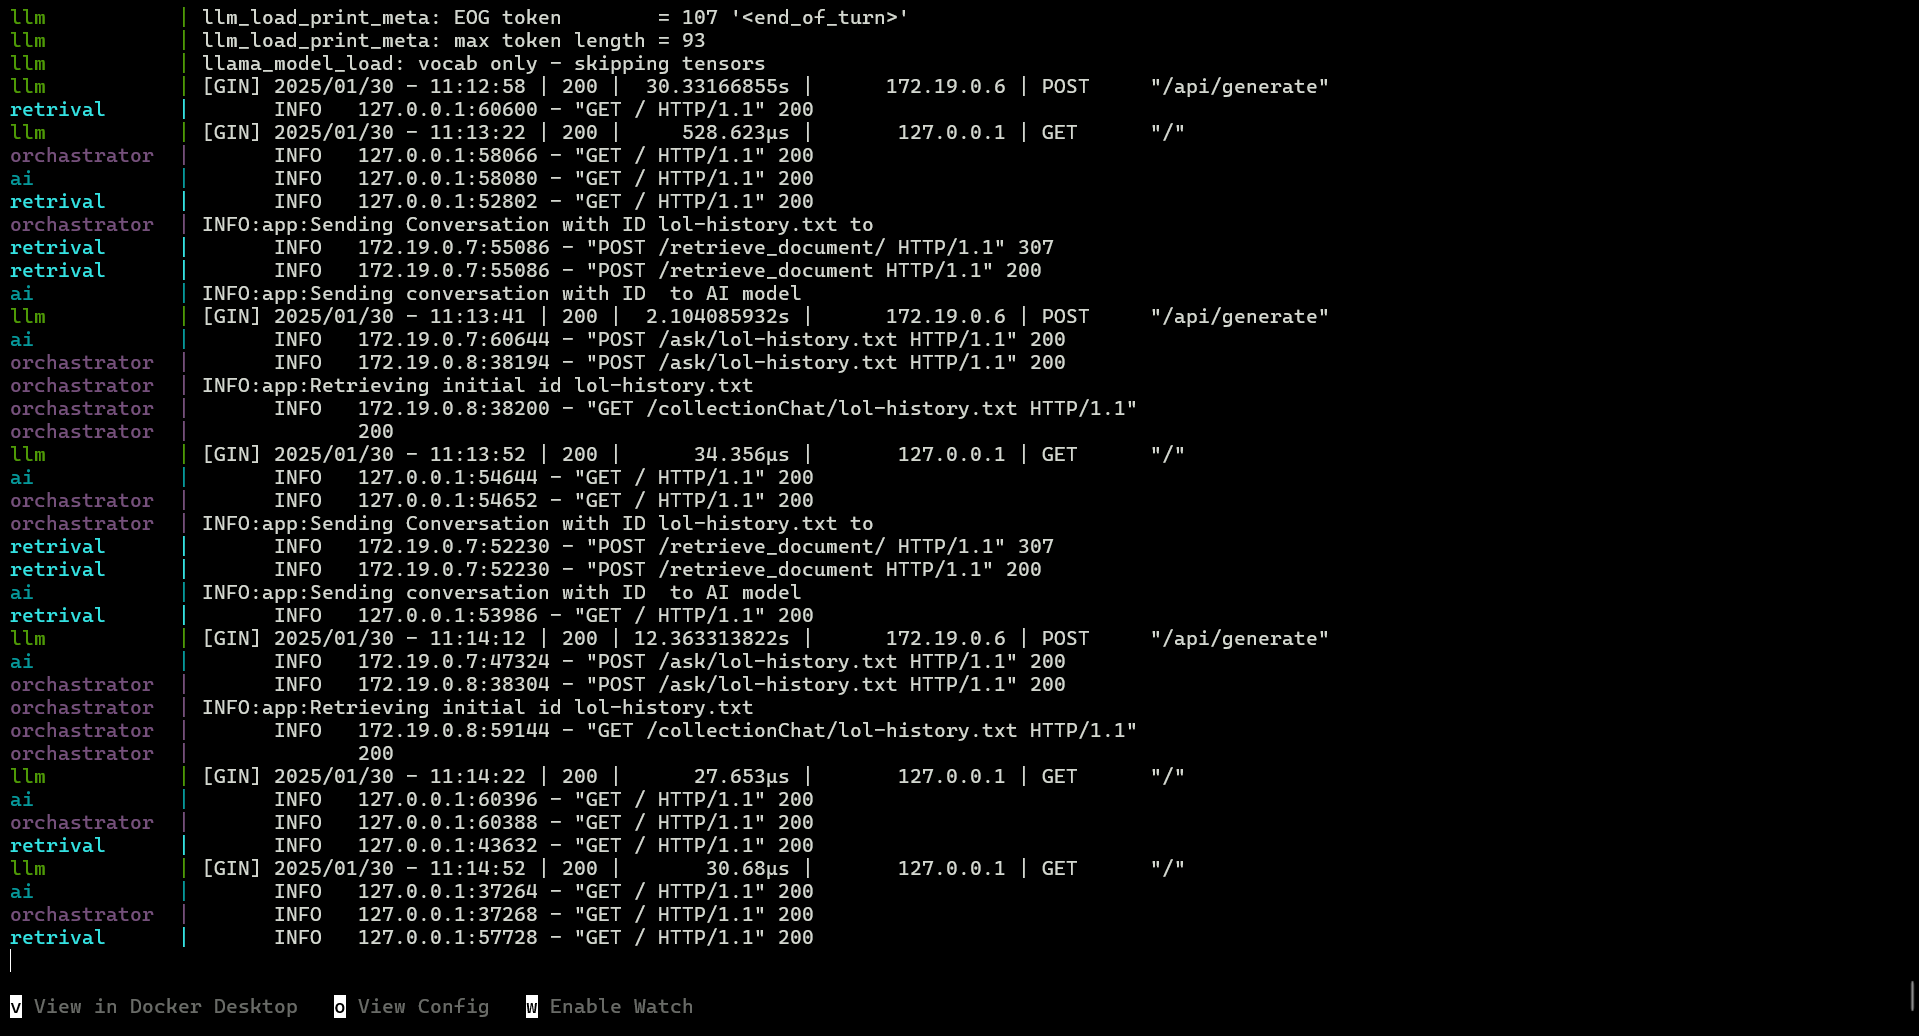 llm | llm_load_print_meta: EOG token        = 107 '<end_of_turn>'
llm | llm_load_print_meta: max token length = 93
llm | llama_model_load: vocab only - skipping tensors
llm | [GIN] 2025/01/30 - 11:12:58 | 200 |  30.33166855s |      172.19.0.6 | POST     "/api/generate"
retrival |       INFO   127.0.0.1:60600 - "GET / HTTP/1.1" 200
llm | [GIN] 2025/01/30 - 11:13:22 | 200 |     528.623µs |       127.0.0.1 | GET      "/"
orchastrator |       INFO   127.0.0.1:58066 - "GET / HTTP/1.1" 200
ai |       INFO   127.0.0.1:58080 - "GET / HTTP/1.1" 200
retrival |       INFO   127.0.0.1:52802 - "GET / HTTP/1.1" 200
orchastrator | INFO:app:Sending Conversation with ID lol-history.txt to
retrival |       INFO   172.19.0.7:55086 - "POST /retrieve_document/ HTTP/1.1" 307
retrival |       INFO   172.19.0.7:55086 - "POST /retrieve_document HTTP/1.1" 200
ai | INFO:app:Sending conversation with ID  to AI model
llm | [GIN] 2025/01/30 - 11:13:41 | 200 |  2.104085932s |      172.19.0.6 | POST     "/api/generate"
ai |       INFO   172.19.0.7:60644 - "POST /ask/lol-history.txt HTTP/1.1" 200
orchastrator |       INFO   172.19.0.8:38194 - "POST /ask/lol-history.txt HTTP/1.1" 200
orchastrator | INFO:app:Retrieving initial id lol-history.txt
orchastrator |       INFO   172.19.0.8:38200 - "GET /collectionChat/lol-history.txt HTTP/1.1"
orchastrator |              200
llm | [GIN] 2025/01/30 - 11:13:52 | 200 |      34.356µs |       127.0.0.1 | GET      "/"
ai |       INFO   127.0.0.1:54644 - "GET / HTTP/1.1" 200
orchastrator |       INFO   127.0.0.1:54652 - "GET / HTTP/1.1" 200
orchastrator | INFO:app:Sending Conversation with ID lol-history.txt to
retrival |       INFO   172.19.0.7:52230 - "POST /retrieve_document/ HTTP/1.1" 307
retrival |       INFO   172.19.0.7:52230 - "POST /retrieve_document HTTP/1.1" 200
ai | INFO:app:Sending conversation with ID  to AI model
retrival |       INFO   127.0.0.1:53986 - "GET / HTTP/1.1" 200
llm | [GIN] 2025/01/30 - 11:14:12 | 200 | 12.363313822s |      172.19.0.6 | POST     "/api/generate"
ai |       INFO   172.19.0.7:47324 - "POST /ask/lol-history.txt HTTP/1.1" 200
orchastrator |       INFO   172.19.0.8:38304 - "POST /ask/lol-history.txt HTTP/1.1" 200
orchastrator | INFO:app:Retrieving initial id lol-history.txt
orchastrator |       INFO   172.19.0.8:59144 - "GET /collectionChat/lol-history.txt HTTP/1.1"
orchastrator |              200
llm | [GIN] 2025/01/30 - 11:14:22 | 200 |      27.653µs |       127.0.0.1 | GET      "/"
ai |       INFO   127.0.0.1:60396 - "GET / HTTP/1.1" 200
orchastrator |       INFO   127.0.0.1:60388 - "GET / HTTP/1.1" 200
retrival |       INFO   127.0.0.1:43632 - "GET / HTTP/1.1" 200
llm | [GIN] 2025/01/30 - 11:14:52 | 200 |       30.68µs |       127.0.0.1 | GET      "/"
ai |       INFO   127.0.0.1:37264 - "GET / HTTP/1.1" 200
orchastrator |       INFO   127.0.0.1:37268 - "GET / HTTP/1.1" 200
retrival |       INFO   127.0.0.1:57728 - "GET / HTTP/1.1" 200
v View in Docker Desktop   o View Config   w Enable Watch